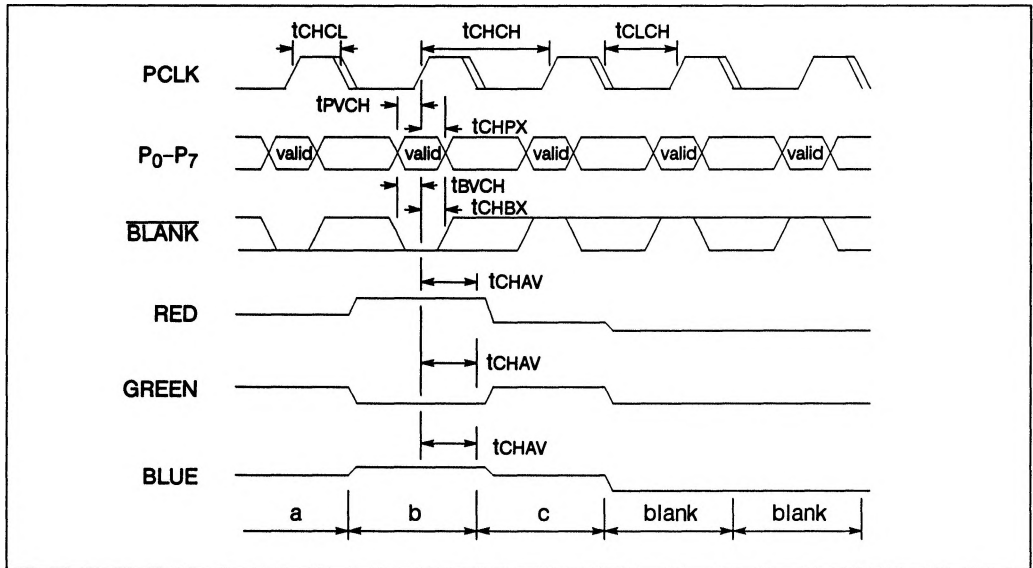 tCHCL tCHCH tCLCH
PCLK
tPVCH
tCHPX
P0–P7 valid valid valid valid valid
tBVCH
tCHBX
BLANK
tCHAV
RED
tCHAV
GREEN
tCHAV
BLUE
a b c blank blank